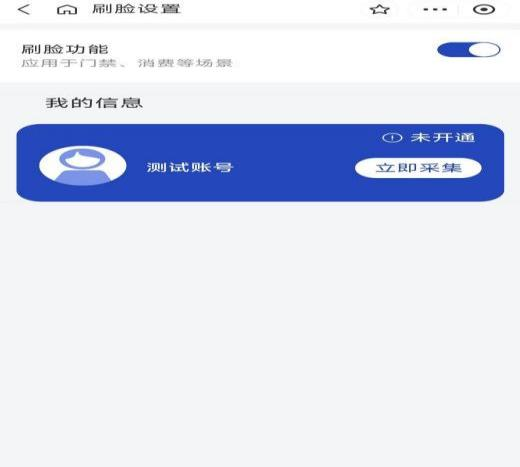 刷脸设置
刷脸功能
应用于门禁、消费等场景
我的信息
未开通
测试账号
立即采集